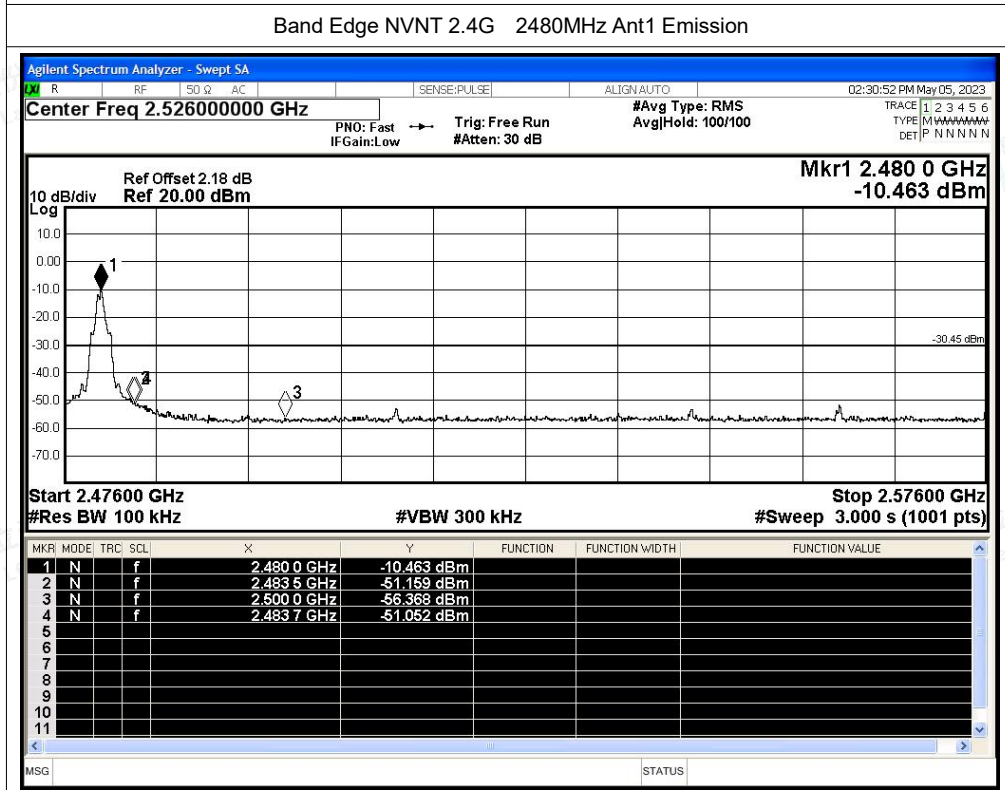 Band Edge NVNT 2.4G 2480MHz Ant1 Emission
Agilent Spectrum Analyzer - Swept SA
LXI R RF 50 Ω AC SENSE:PULSE ALIGN AUTO 02:30:52 PM May 05, 2023
Center Freq 2.526000000 GHz
PNO: Fast
IFGain:Low
Trig: Free Run
#Atten: 30 dB
#Avg Type: RMS
Avg|Hold: 100/100
TRACE 1 2 3 4 5 6
TYPE M
DET P N N N N N
Ref Offset 2.18 dB
10 dB/div Ref 20.00 dBm
Log
Mkr1 2.480 0 GHz
-10.463 dBm
10.0
0.00
-10.0
-20.0
-30.0
-40.0
-50.0
-60.0
-70.0
1
4
3
-30.45 dBm
Start 2.47600 GHz Stop 2.57600 GHz
#Res BW 100 kHz #VBW 300 kHz #Sweep 3.000 s (1001 pts)
MKR MODE TRC SCL X Y FUNCTION FUNCTION WIDTH FUNCTION VALUE
1 N f 2.480 0 GHz -10.463 dBm
2 N f 2.483 5 GHz -51.159 dBm
3 N f 2.500 0 GHz -56.368 dBm
4 N f 2.483 7 GHz -51.052 dBm
5
6
7
8
9
10
11
MSG STATUS